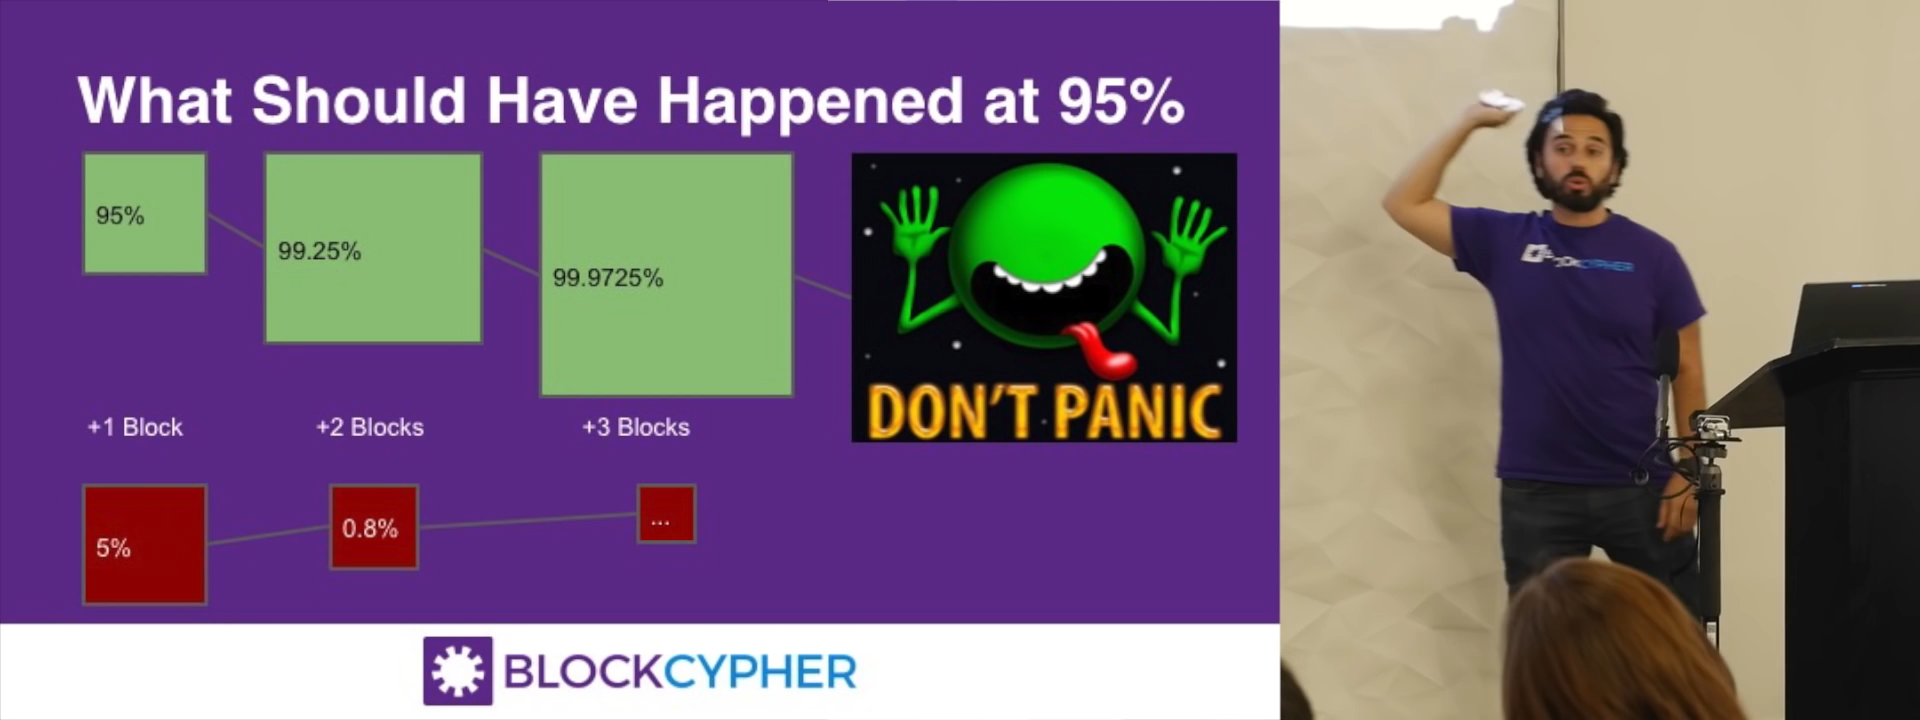 What Should Have Happened at 95%
95%
99.25%
99.9725%
DON'T PANIC
+1 Block
+2 Blocks
+3 Blocks
5%
0.8%
...
BLOCKCYPHER